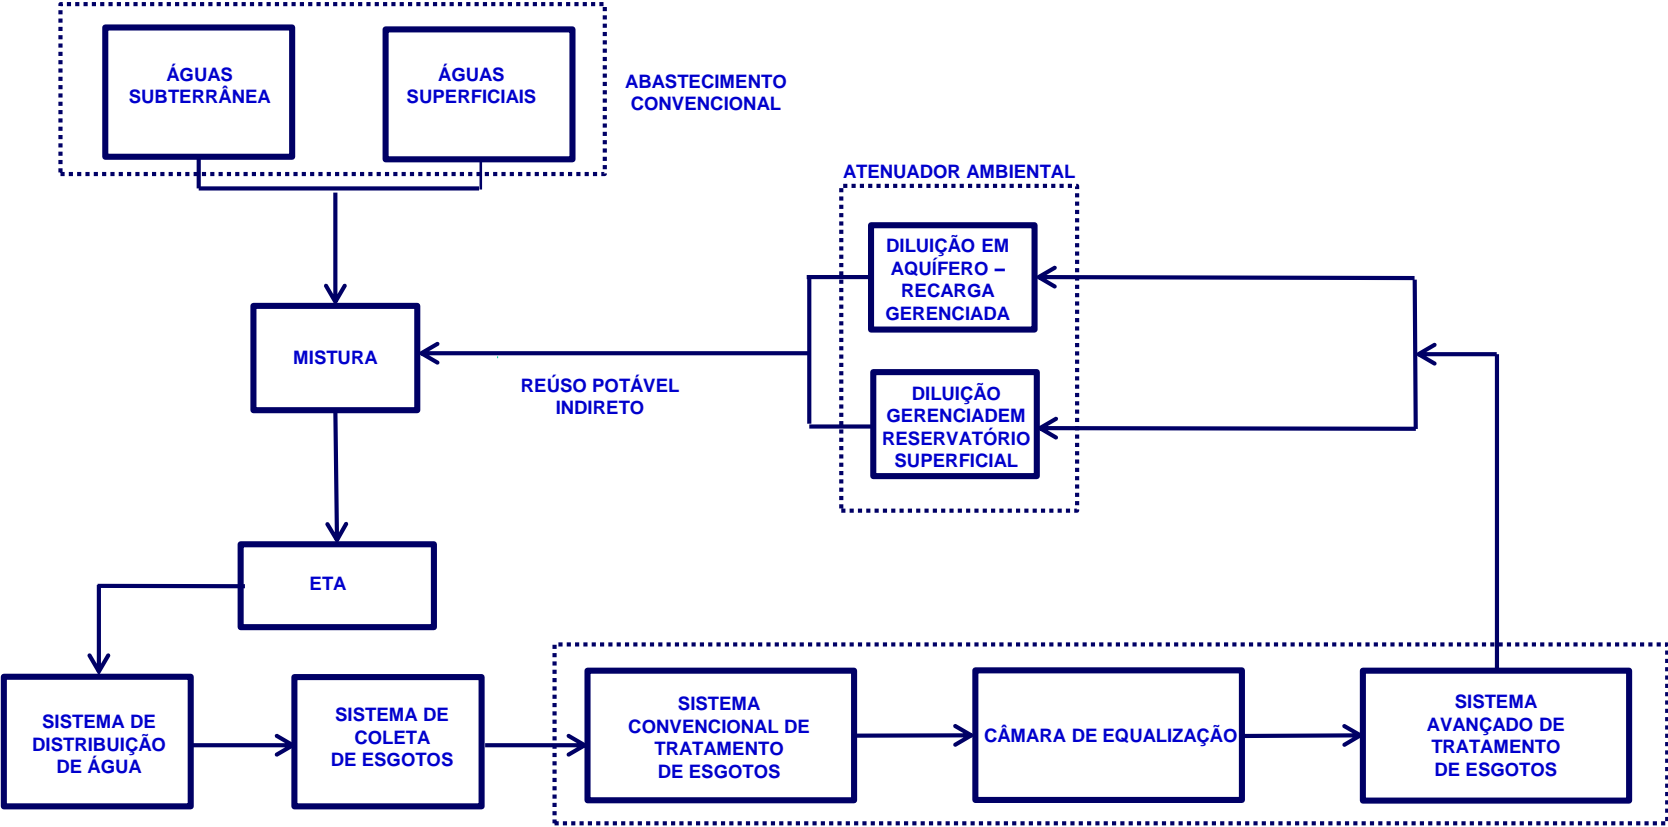 ÁGUAS
SUBTERRÂNEA
ÁGUAS
SUPERFICIAIS
ABASTECIMENTO
CONVENCIONAL
ATENUADOR AMBIENTAL
DILUIÇÃO EM
AQUÍFERO –
RECARGA
GERENCIADA
MISTURA
REÚSO POTÁVEL
INDIRETO
DILUIÇÃO
GERENCIADEM
RESERVATÓRIO
SUPERFICIAL
ETA
SISTEMA DE
DISTRIBUIÇÃO
DE ÁGUA
SISTEMA DE
COLETA
DE ESGOTOS
SISTEMA
CONVENCIONAL DE
TRATAMENTO
DE ESGOTOS
CÂMARA DE EQUALIZAÇÃO
SISTEMA
AVANÇADO DE
TRATAMENTO
DE ESGOTOS